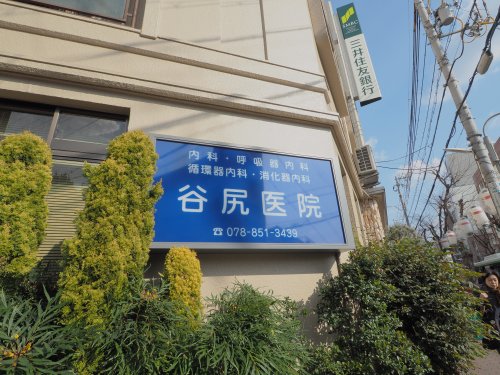 内科・呼吸器内科
循環器内科・消化器内科
谷尻医院
☎078-851-3439
SMBC
三井住友銀行